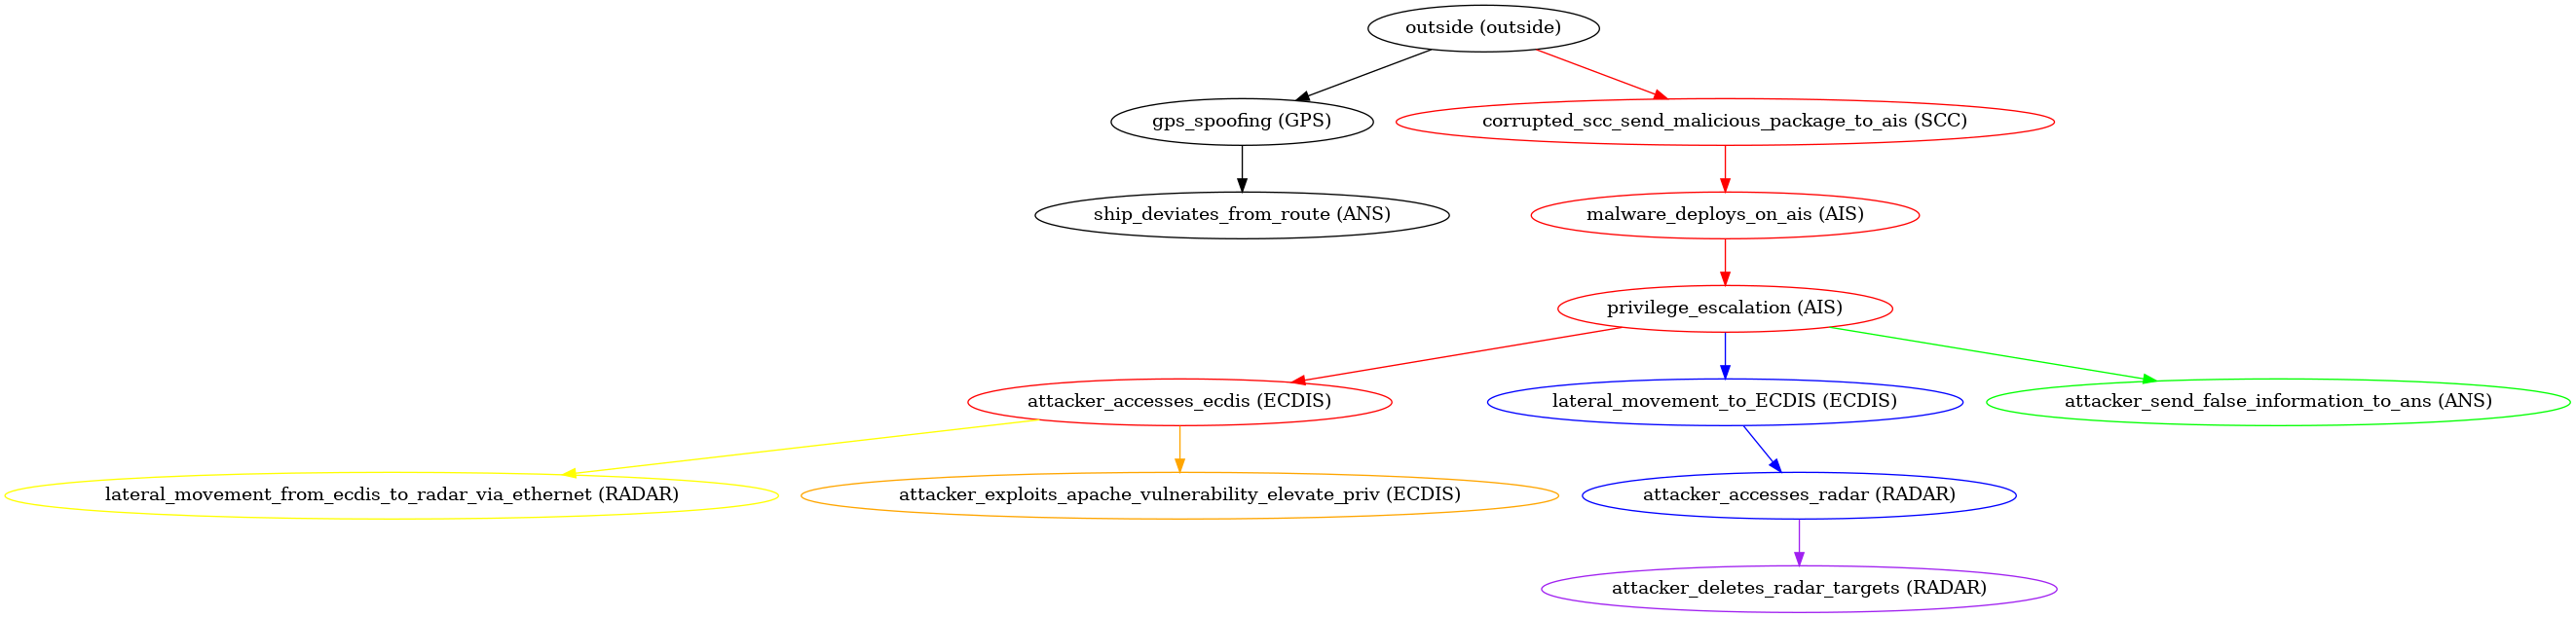 outside (outside)
gps_spoofing (GPS)
corrupted_scc_send_malicious_package_to_ais (SCC)
ship_deviates_from_route (ANS)
malware_deploys_on_ais (AIS)
privilege_escalation (AIS)
attacker_accesses_ecdis (ECDIS)
lateral_movement_to_ECDIS (ECDIS)
attacker_send_false_information_to_ans (ANS)
lateral_movement_from_ecdis_to_radar_via_ethernet (RADAR)
attacker_exploits_apache_vulnerability_elevate_priv (ECDIS)
attacker_accesses_radar (RADAR)
attacker_deletes_radar_targets (RADAR)